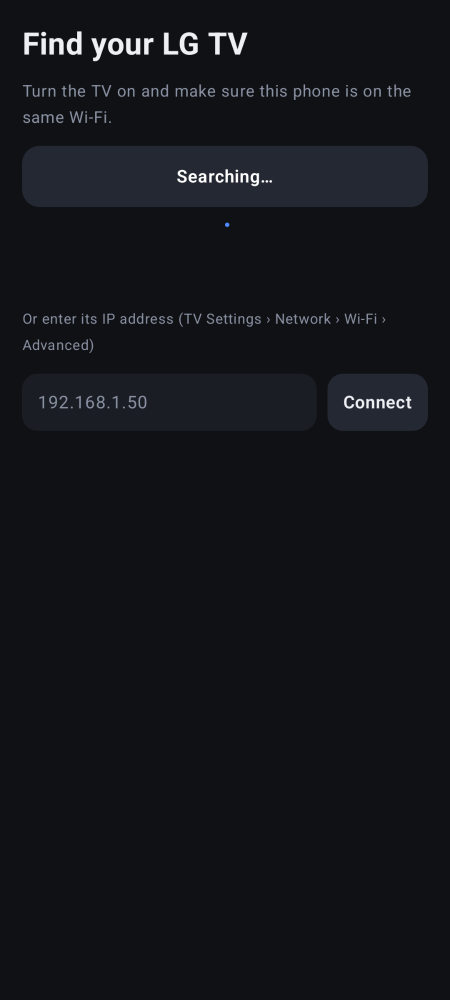 Find your LG TV
Turn the TV on and make sure this phone is on the
same Wi-Fi.
Searching…
Or enter its IP address (TV Settings › Network › Wi-Fi ›
Advanced)
192.168.1.50
Connect